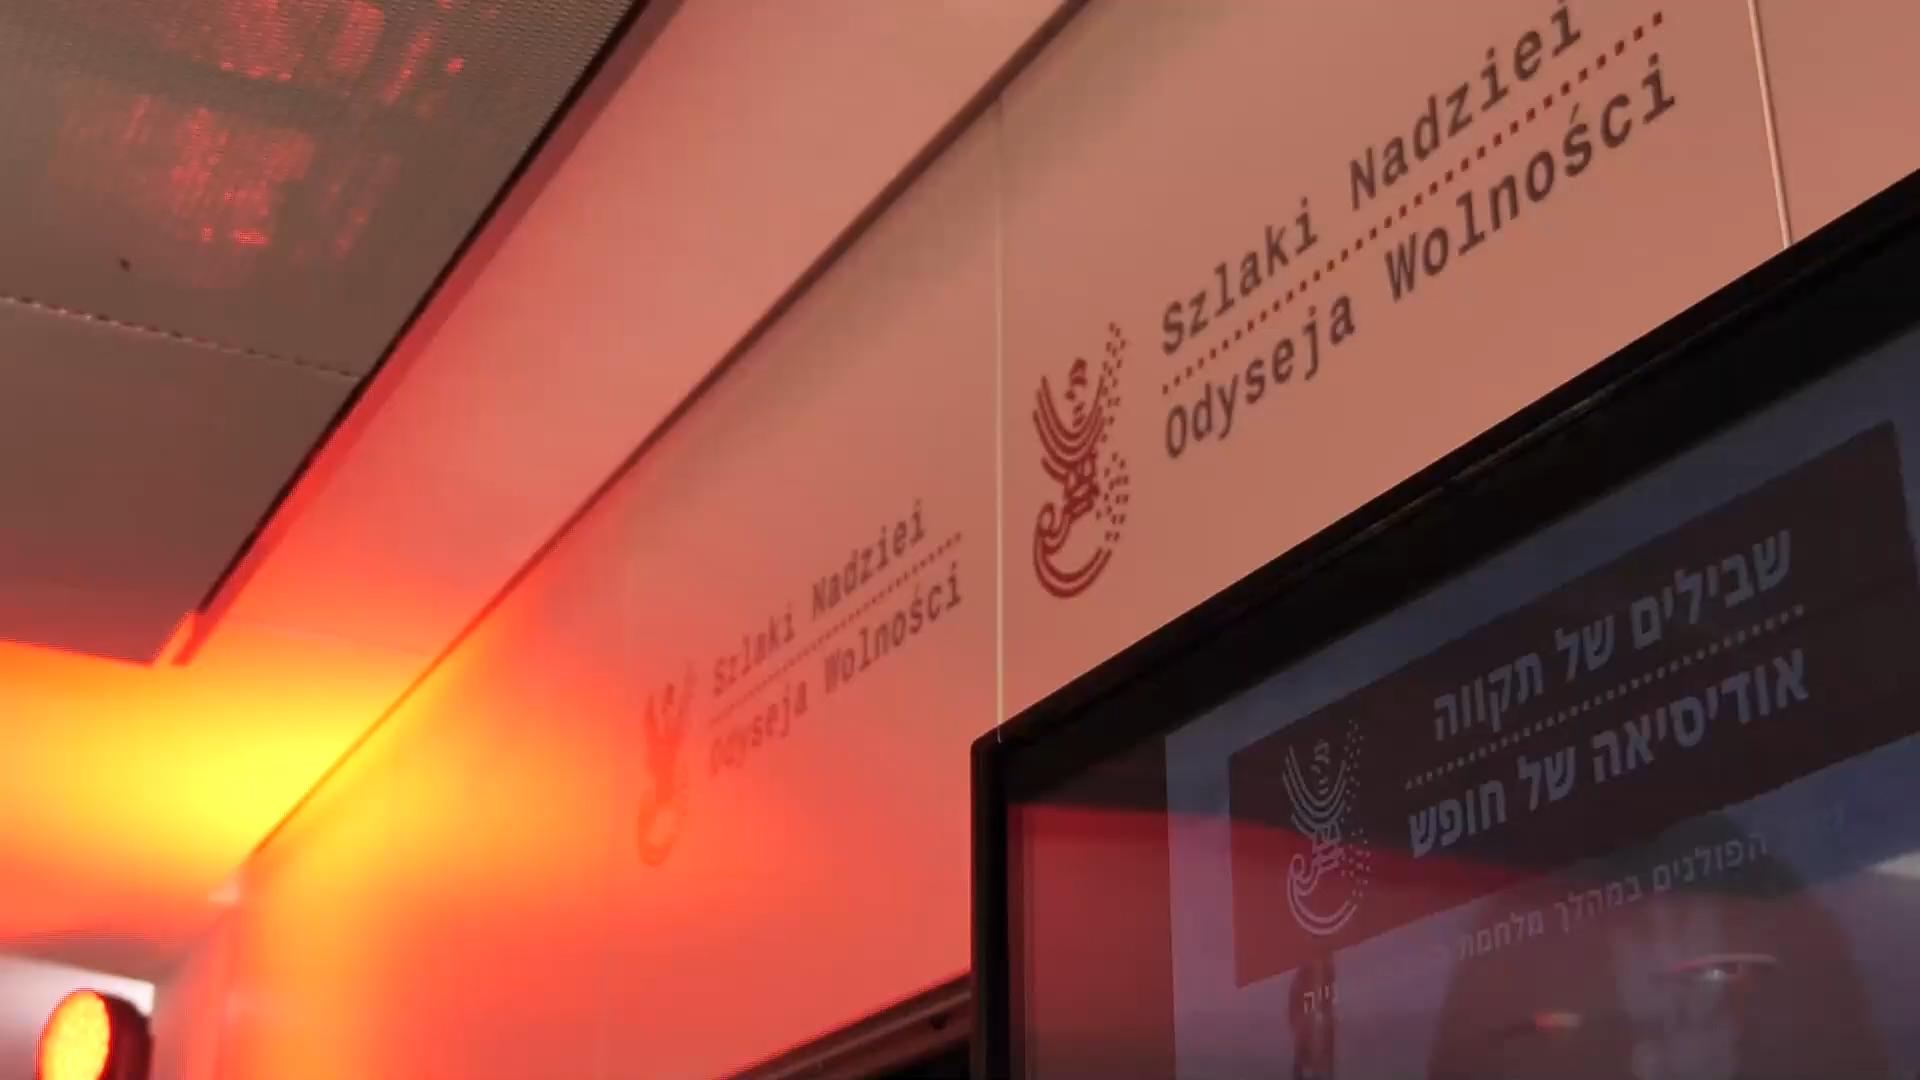 Szlaki Nadziei
Odyseja Wolności
Szlaki Nadziei
Odyseja Wolności
שבילים של תקווה
אודיסיאה של חופש
הפולנים במהלך מלחמת